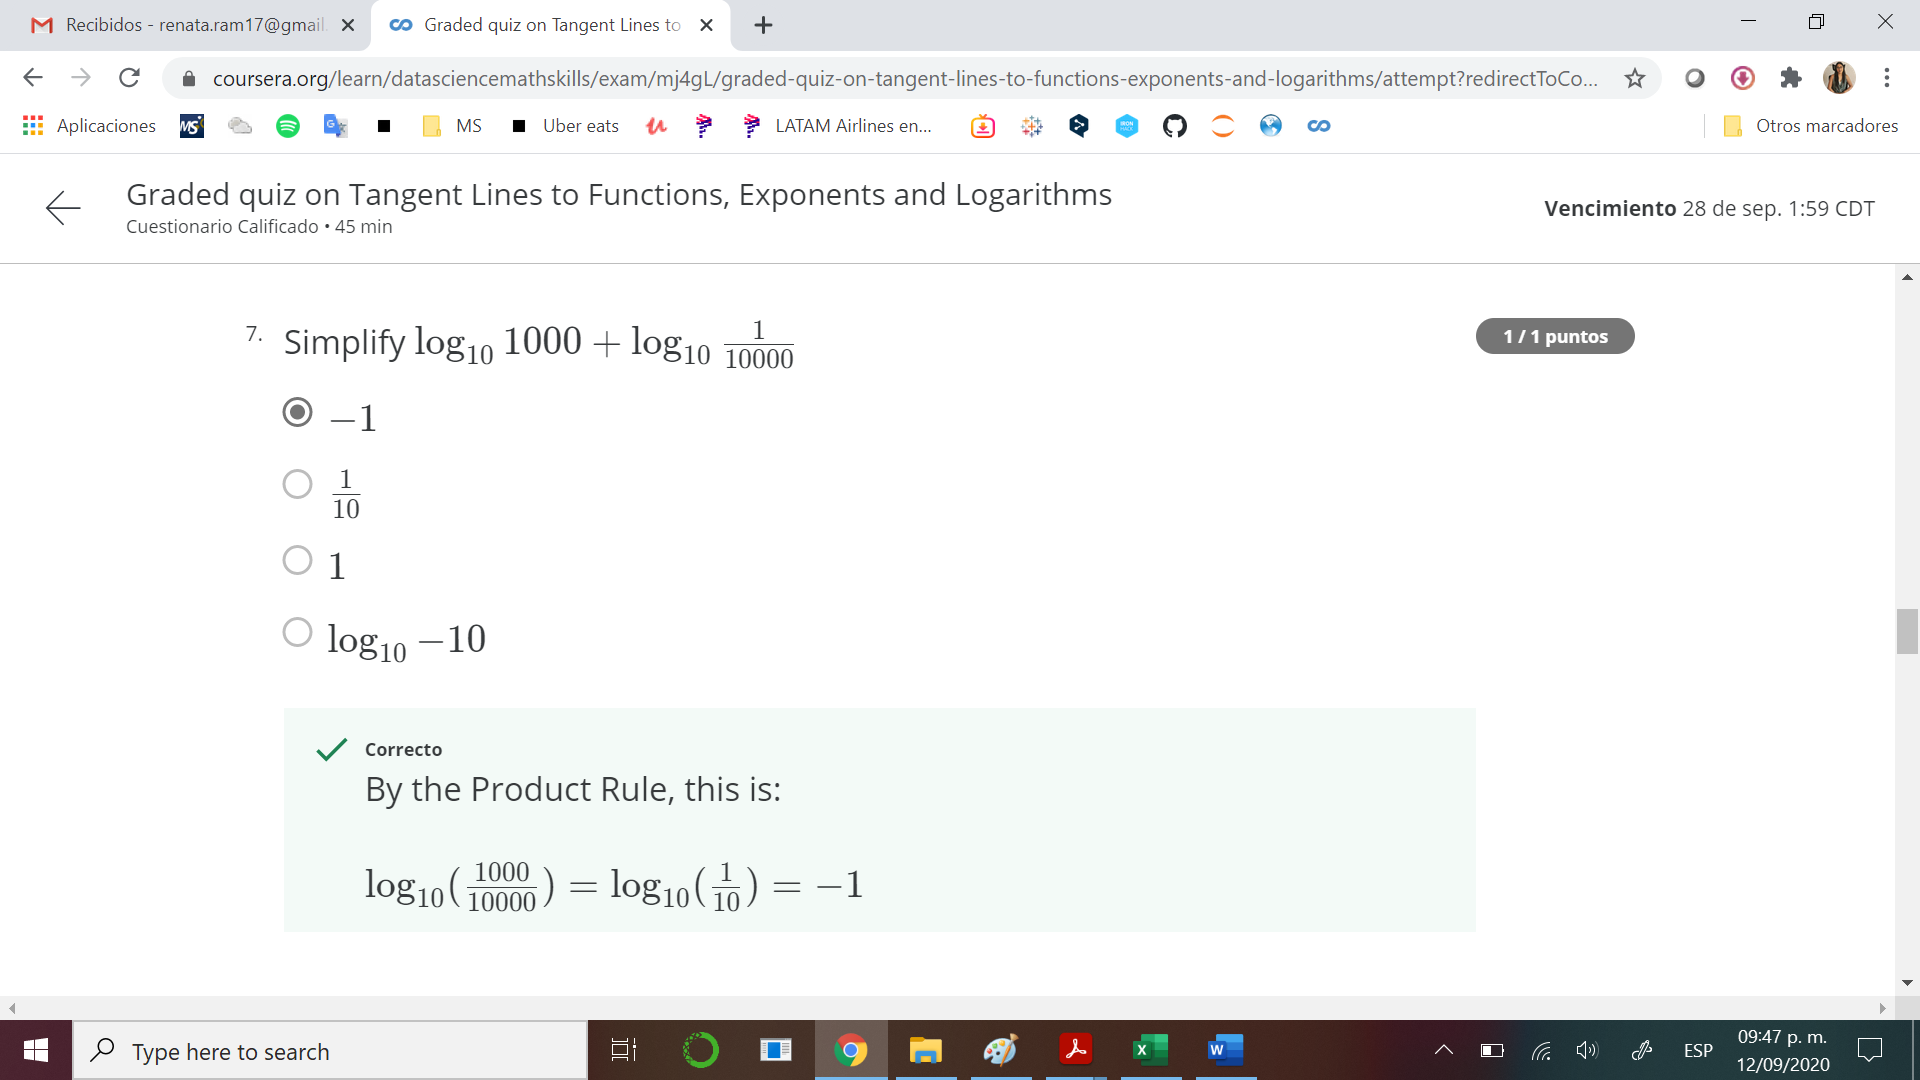 Recibidos - renata.ram17@gmail.
Graded quiz on Tangent Lines to
coursera.org/learn/datasciencemathskills/exam/mj4gL/graded-quiz-on-tangent-lines-to-functions-exponents-and-logarithms/attempt?redirectToCo...
Aplicaciones MS Uber eats LATAM Airlines en... Otros marcadores
Graded quiz on Tangent Lines to Functions, Exponents and Logarithms
Cuestionario Calificado • 45 min
Vencimiento 28 de sep. 1:59 CDT
7. Simplify log₁₀ 1000 + log₁₀ 1/10000
1 / 1 puntos
−1
1/10
1
log₁₀ −10
Correcto
By the Product Rule, this is:
log₁₀(1000/10000) = log₁₀(1/10) = −1
Type here to search
ESP
09:47 p. m.
12/09/2020